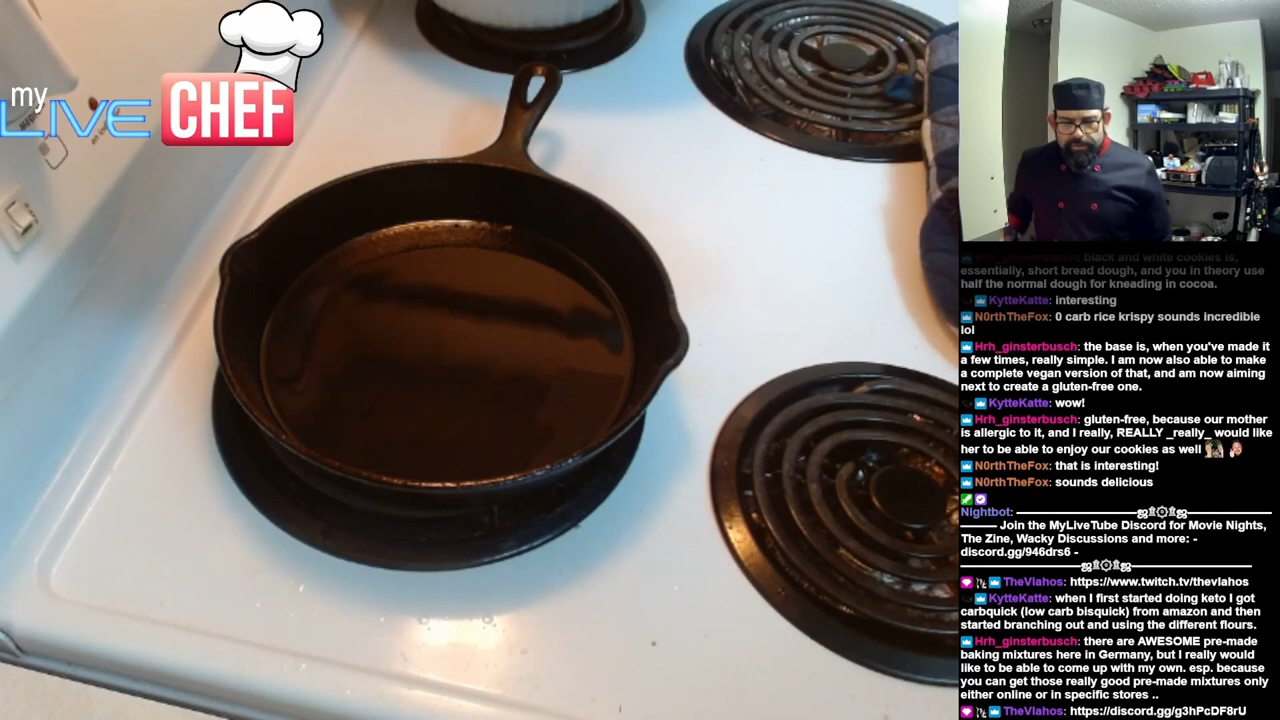 my
LIVE CHEF
Hrh_ginsterbusch: black and white cookies is,
essentially, short bread dough, and you in theory use
half the normal dough for kneading in cocoa.
KytteKatte: interesting
N0rthTheFox: 0 carb rice krispy sounds incredible
lol
Hrh_ginsterbusch: the base is, when you've made it
a few times, really simple. I am now also able to make
a complete vegan version of that, and am now aiming
next to create a gluten-free one.
KytteKatte: wow!
Hrh_ginsterbusch: gluten-free, because our mother
is allergic to it, and I really, REALLY _really_ would like
her to be able to enjoy our cookies as well
N0rthTheFox: that is interesting!
N0rthTheFox: sounds delicious
Nightbot:
Join the MyLiveTube Discord for Movie Nights,
The Zine, Wacky Discussions and more: -
discord.gg/946drs6 -
TheVlahos: https://www.twitch.tv/thevlahos
KytteKatte: when I first started doing keto I got
carbquick (low carb bisquick) from amazon and then
started branching out and using the different flours.
Hrh_ginsterbusch: there are AWESOME pre-made
baking mixtures here in Germany, but I really would
like to be able to come up with my own. esp. because
you can get those really good pre-made mixtures only
either online or in specific stores ..
TheVlahos: https://discord.gg/g3hPcDF8rU